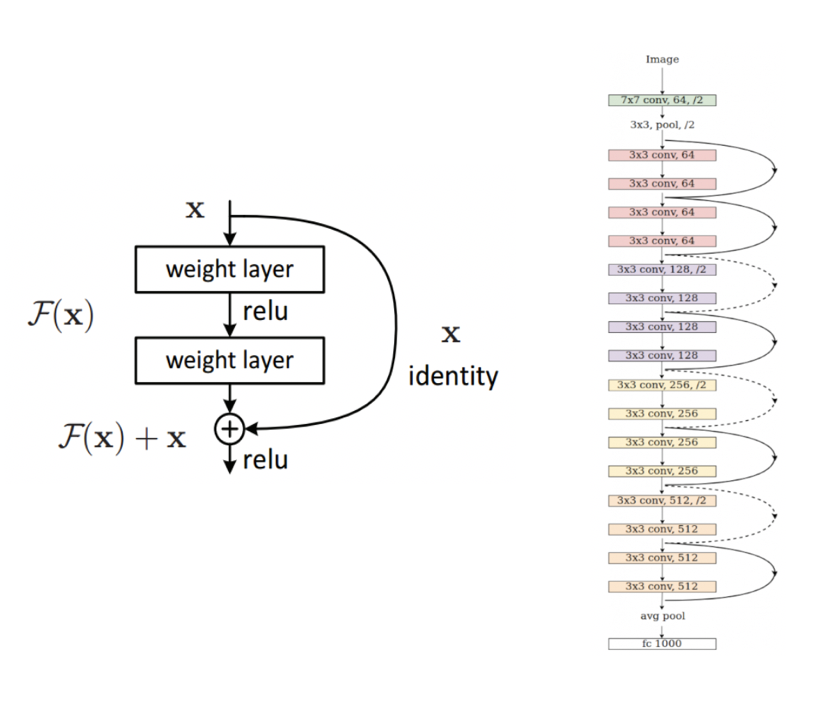 x
weight layer
relu
F(x)
weight layer
x
identity
F(x) + x
relu
Image
7x7 conv, 64, /2
3x3, pool, /2
3x3 conv, 64
3x3 conv, 64
3x3 conv, 64
3x3 conv, 64
3x3 conv, 128, /2
3x3 conv, 128
3x3 conv, 128
3x3 conv, 128
3x3 conv, 256, /2
3x3 conv, 256
3x3 conv, 256
3x3 conv, 256
3x3 conv, 512, /2
3x3 conv, 512
3x3 conv, 512
3x3 conv, 512
avg pool
fc 1000